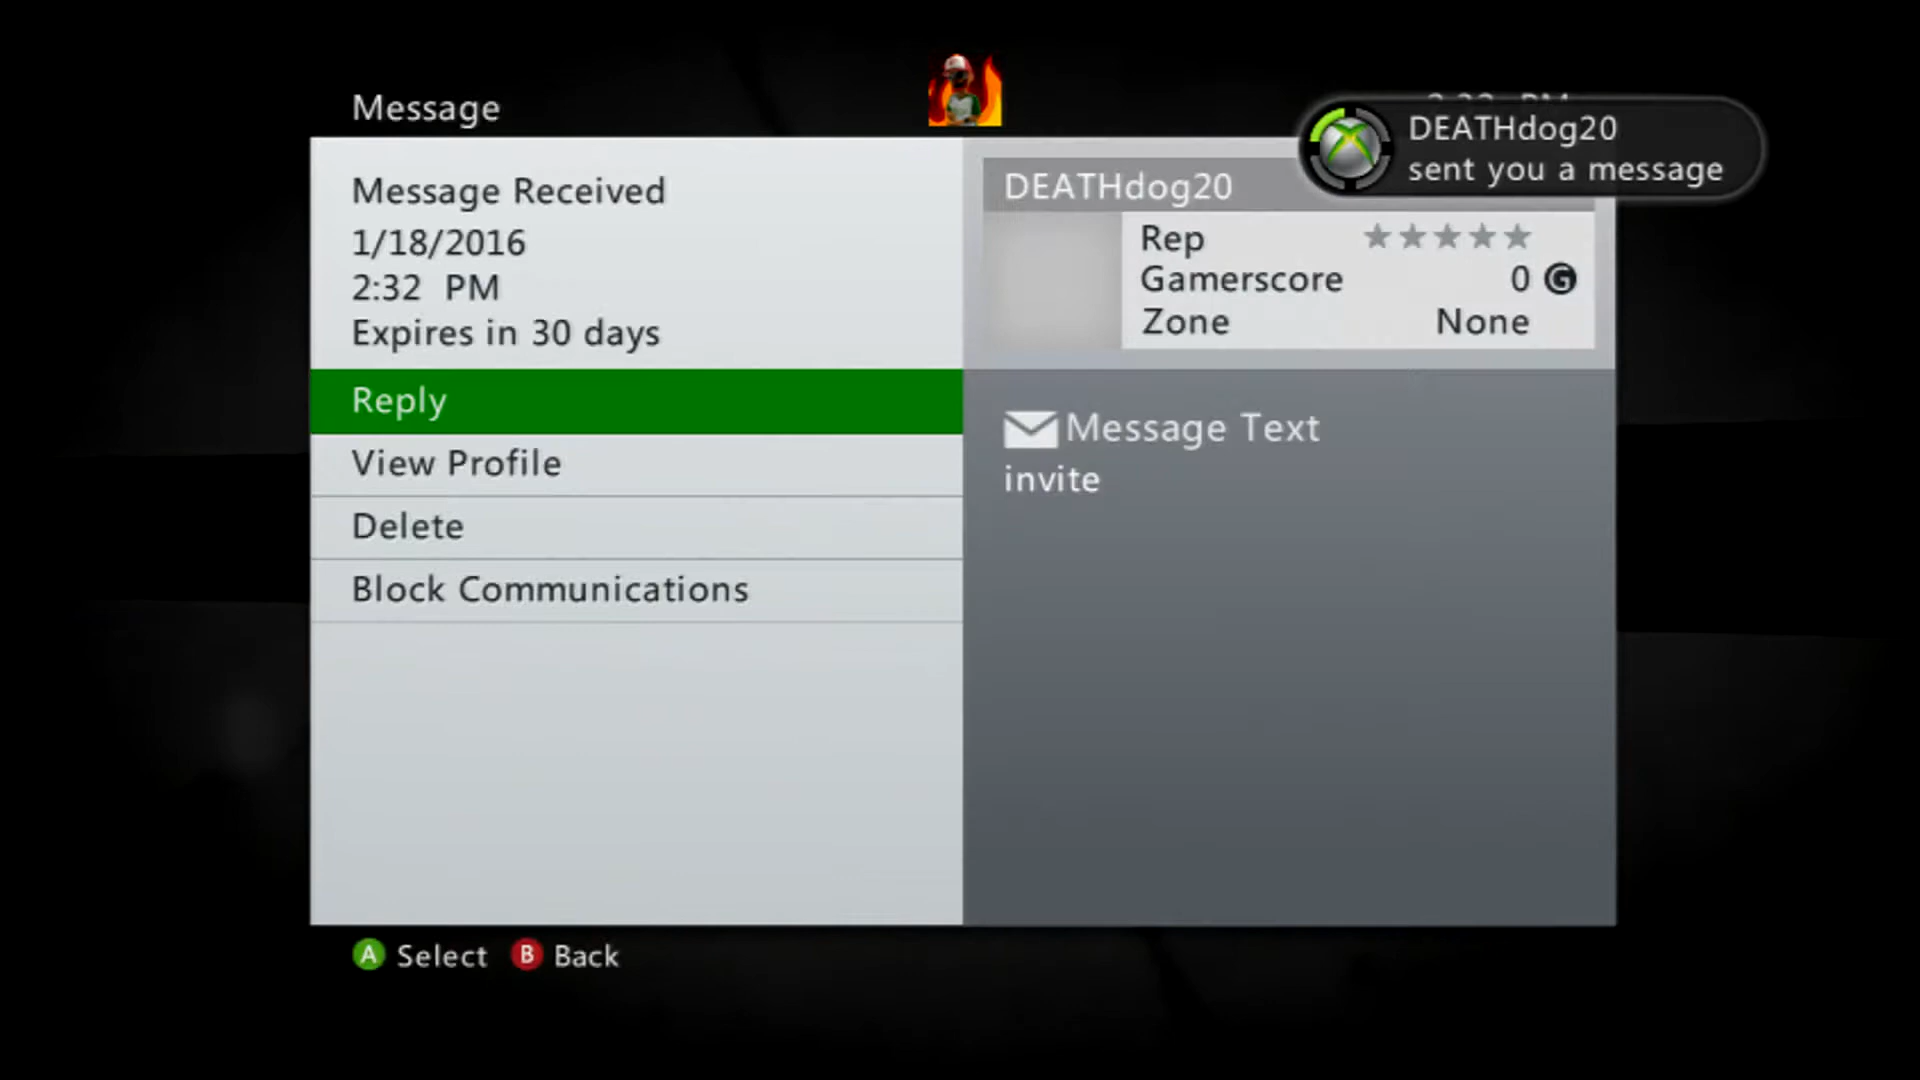 Message
DEATHdog20
sent you a message
Message Received
1/18/2016
2:32 PM
Expires in 30 days
Reply
View Profile
Delete
Block Communications
DEATHdog20
Rep
Gamerscore 0 G
Zone None
Message Text
invite
A Select B Back